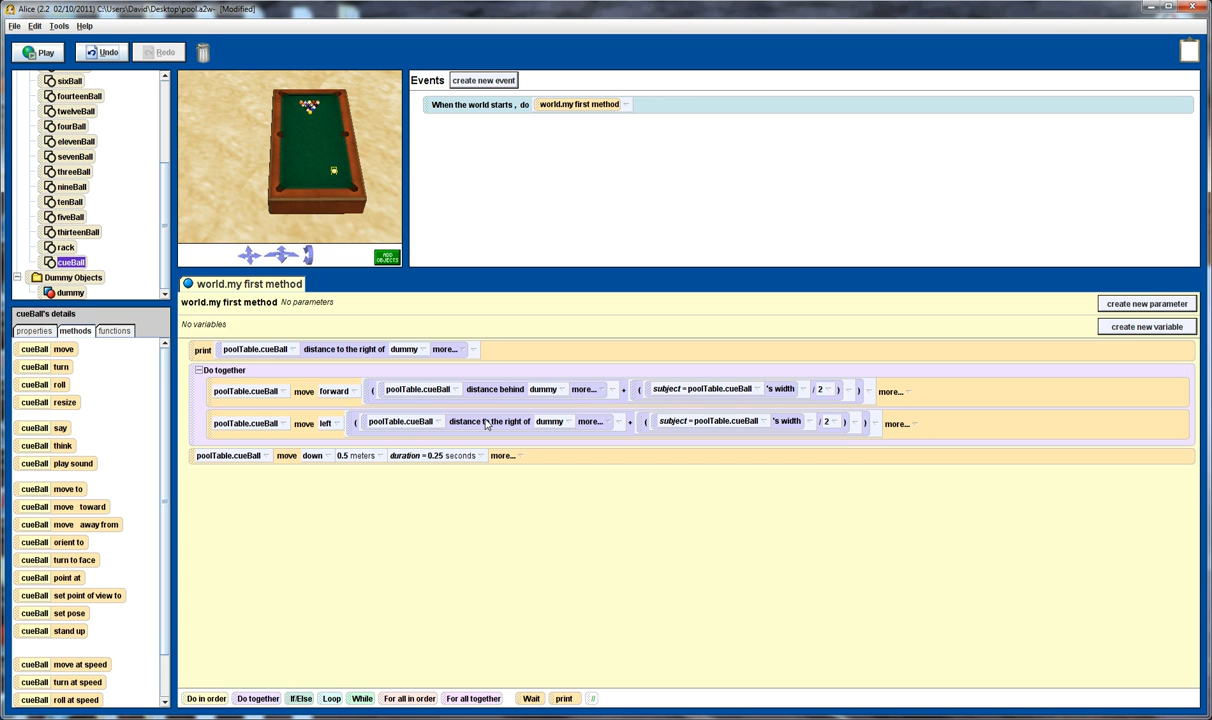 Alice (2.2 02/10/2011) C:\Users\David\Desktop\pool.a2w- [Modified]
File Edit Tools Help
Play Undo Redo
sixBall
fourteenBall
twelveBall
fourBall
elevenBall
sevenBall
threeBall
nineBall
tenBall
fiveBall
thirteenBall
rack
cueBall
Dummy Objects
dummy
ADD OBJECTS
Events create new event
When the world starts , do world.my first method
cueBall's details
properties methods functions
cueBall move
cueBall turn
cueBall roll
cueBall resize
cueBall say
cueBall think
cueBall play sound
cueBall move to
cueBall move toward
cueBall move away from
cueBall orient to
cueBall turn to face
cueBall point at
cueBall set point of view to
cueBall set pose
cueBall stand up
cueBall move at speed
cueBall turn at speed
cueBall roll at speed
world.my first method
world.my first method No parameters create new parameter
No variables create new variable
print poolTable.cueBall distance to the right of dummy more...
Do together
poolTable.cueBall move forward ( poolTable.cueBall distance behind dummy more... + ( subject = poolTable.cueBall 's width / 2 ) ) more...
poolTable.cueBall move left ( poolTable.cueBall distance to the right of dummy more... + ( subject = poolTable.cueBall 's width / 2 ) ) more...
poolTable.cueBall move down 0.5 meters duration = 0.25 seconds more...
Do in order Do together If/Else Loop While For all in order For all together Wait print //